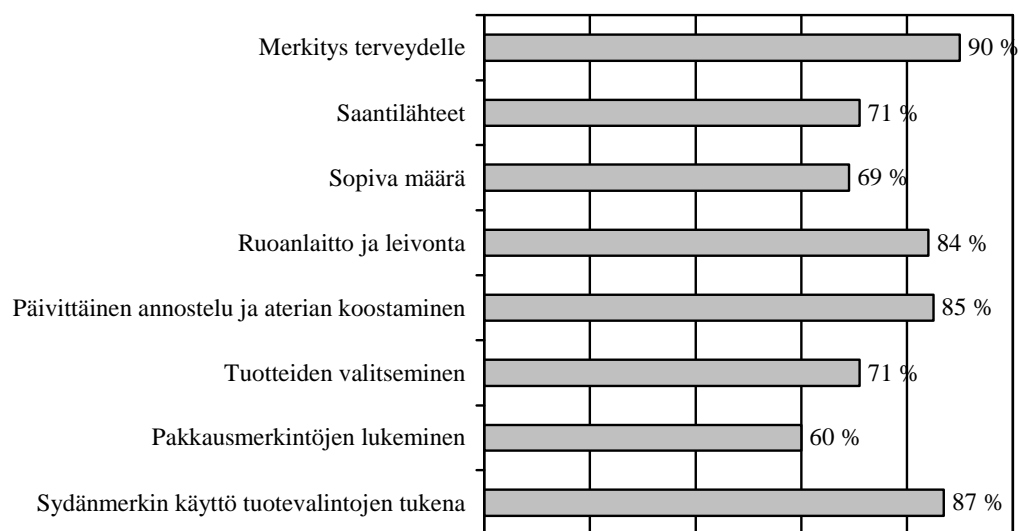 Merkitys terveydelle 90 %
Saantilähteet 71 %
Sopiva määrä 69 %
Ruoanlaitto ja leivonta 84 %
Päivittäinen annostelu ja aterian koostaminen 85 %
Tuotteiden valitseminen 71 %
Pakkausmerkintöjen lukeminen 60 %
Sydänmerkin käyttö tuotevalintojen tukena 87 %